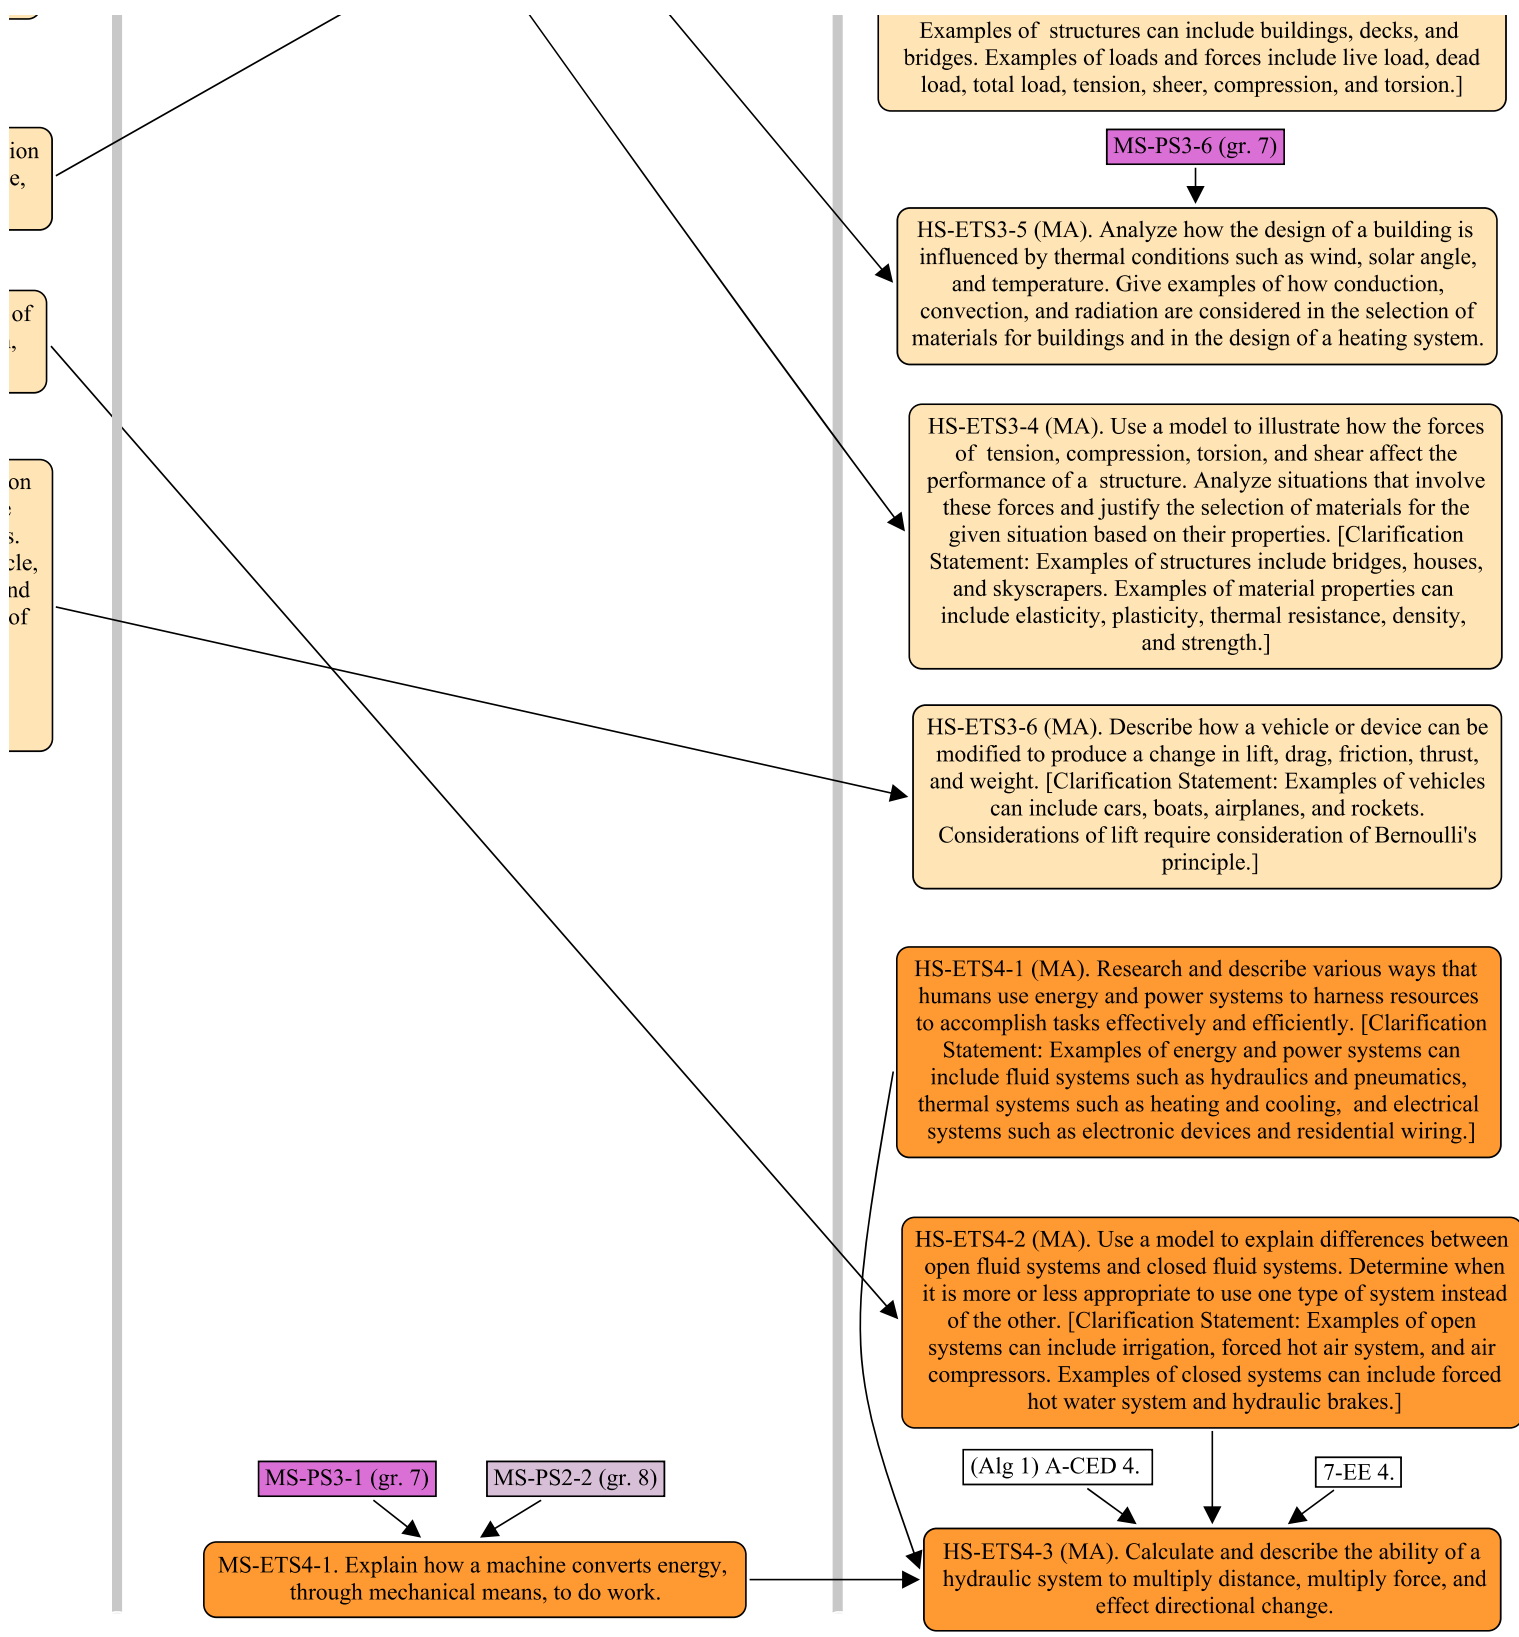 ion
e,
of
on
s.
cle,
nd
of
Examples of  structures can include buildings, decks, and
bridges. Examples of loads and forces include live load, dead
load, total load, tension, sheer, compression, and torsion.]
MS-PS3-6 (gr. 7)
HS-ETS3-5 (MA). Analyze how the design of a building is
influenced by thermal conditions such as wind, solar angle,
and temperature. Give examples of how conduction,
convection, and radiation are considered in the selection of
materials for buildings and in the design of a heating system.
HS-ETS3-4 (MA). Use a model to illustrate how the forces
of  tension, compression, torsion, and shear affect the
performance of a  structure. Analyze situations that involve
these forces and justify the selection of materials for the
given situation based on their properties. [Clarification
Statement: Examples of structures include bridges, houses,
and skyscrapers. Examples of material properties can
include elasticity, plasticity, thermal resistance, density,
and strength.]
HS-ETS3-6 (MA). Describe how a vehicle or device can be
modified to produce a change in lift, drag, friction, thrust,
and weight. [Clarification Statement: Examples of vehicles
can include cars, boats, airplanes, and rockets.
Considerations of lift require consideration of Bernoulli's
principle.]
HS-ETS4-1 (MA). Research and describe various ways that
humans use energy and power systems to harness resources
to accomplish tasks effectively and efficiently. [Clarification
Statement: Examples of energy and power systems can
include fluid systems such as hydraulics and pneumatics,
thermal systems such as heating and cooling,  and electrical
systems such as electronic devices and residential wiring.]
HS-ETS4-2 (MA). Use a model to explain differences between
open fluid systems and closed fluid systems. Determine when
it is more or less appropriate to use one type of system instead
of the other. [Clarification Statement: Examples of open
systems can include irrigation, forced hot air system, and air
compressors. Examples of closed systems can include forced
hot water system and hydraulic brakes.]
MS-PS3-1 (gr. 7)
MS-PS2-2 (gr. 8)
(Alg 1) A-CED 4.
7-EE 4.
MS-ETS4-1. Explain how a machine converts energy,
through mechanical means, to do work.
HS-ETS4-3 (MA). Calculate and describe the ability of a
hydraulic system to multiply distance, multiply force, and
effect directional change.